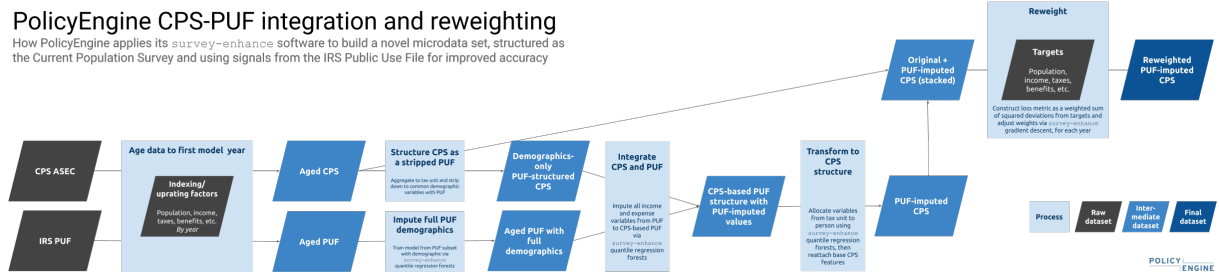 PolicyEngine CPS-PUF integration and reweighting
How PolicyEngine applies its survey-enhance software to build a novel microdata set, structured as
the Current Population Survey and using signals from the IRS Public Use File for improved accuracy
Reweight
Original +
PUF-imputed
CPS (stacked)
Targets
Population,
income, taxes,
benefits, etc.
Construct loss metric as a weighted sum
of squared deviations from targets and
adjust weights via survey-enhance
gradient descent, for each year
Reweighted
PUF-imputed
CPS
CPS ASEC
IRS PUF
Age data to first model year
Indexing/
uprating factors
Population, income,
taxes, benefits, etc.
By year
Aged CPS
Aged PUF
Structure CPS as
a stripped PUF
Aggregate to tax unit and strip
down to common demographic
variables with PUF
Impute full PUF
demographics
Train model from PUF subset
with demographic via
survey-enhance
quantile regression forests
Demographics-
only
PUF-structured
CPS
Aged PUF with
full
demographics
Integrate
CPS and PUF
Impute all income
and expense
variables from PUF
to CPS-based PUF
via
survey-enhance
quantile regression
forests
CPS-based PUF
structure with
PUF-imputed
values
Transform to
CPS
structure
Allocate variables
from tax unit to
person using
survey-enhance
quantile regression
forests, then
reattach base CPS
features
PUF-imputed
CPS
Process
Raw
dataset
Inter-
mediate
dataset
Final
dataset
POLICY
ENGINE